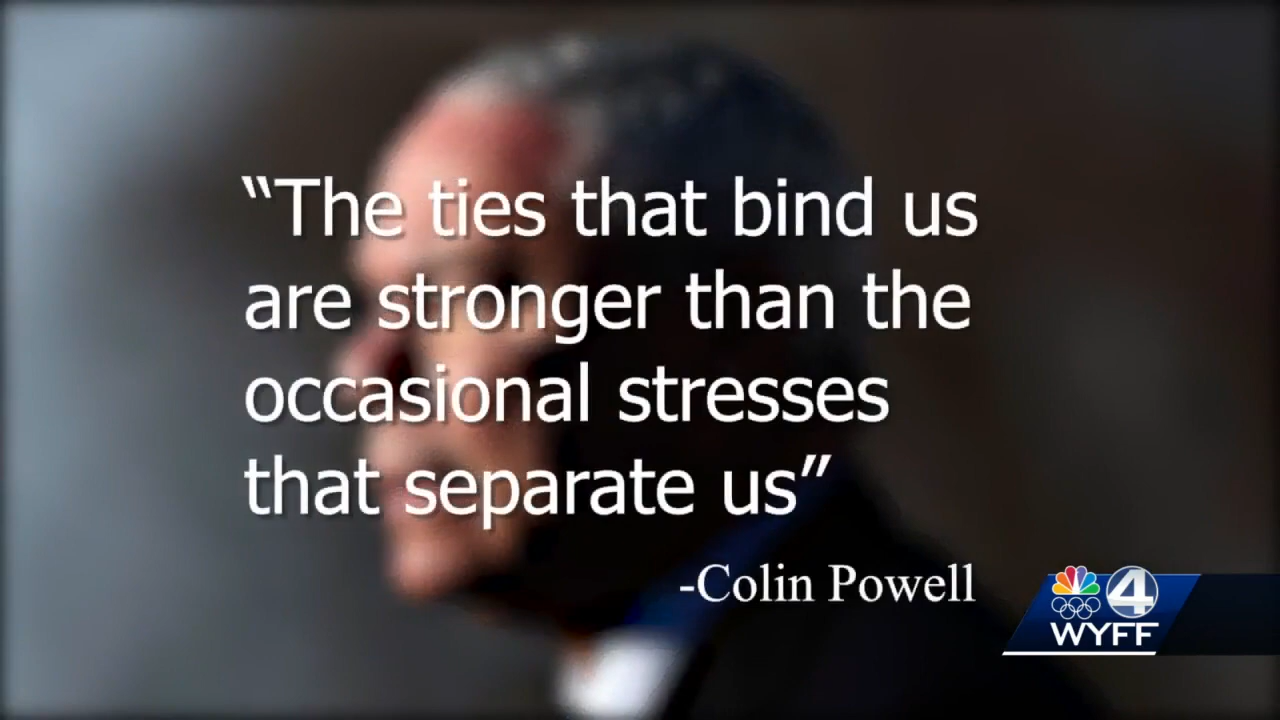 “The ties that bind us
are stronger than the
occasional stresses
that separate us”
-Colin Powell
4
WYFF